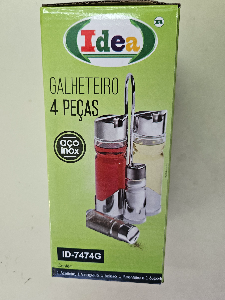 Idea
GALHETEIRO
4 PEÇAS
aço
inox
ID-7474G